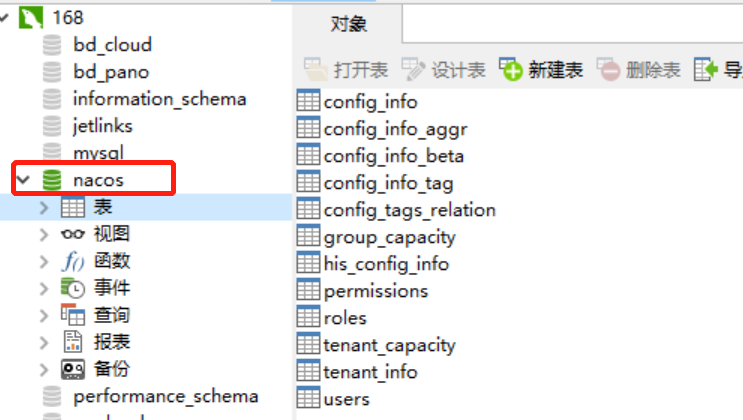 168
bd_cloud
bd_pano
information_schema
jetlinks
mysql
nacos
表
视图
函数
事件
查询
报表
备份
performance_schema
对象
打开表 设计表 新建表 删除表
config_info
config_info_aggr
config_info_beta
config_info_tag
config_tags_relation
group_capacity
his_config_info
permissions
roles
tenant_capacity
tenant_info
users